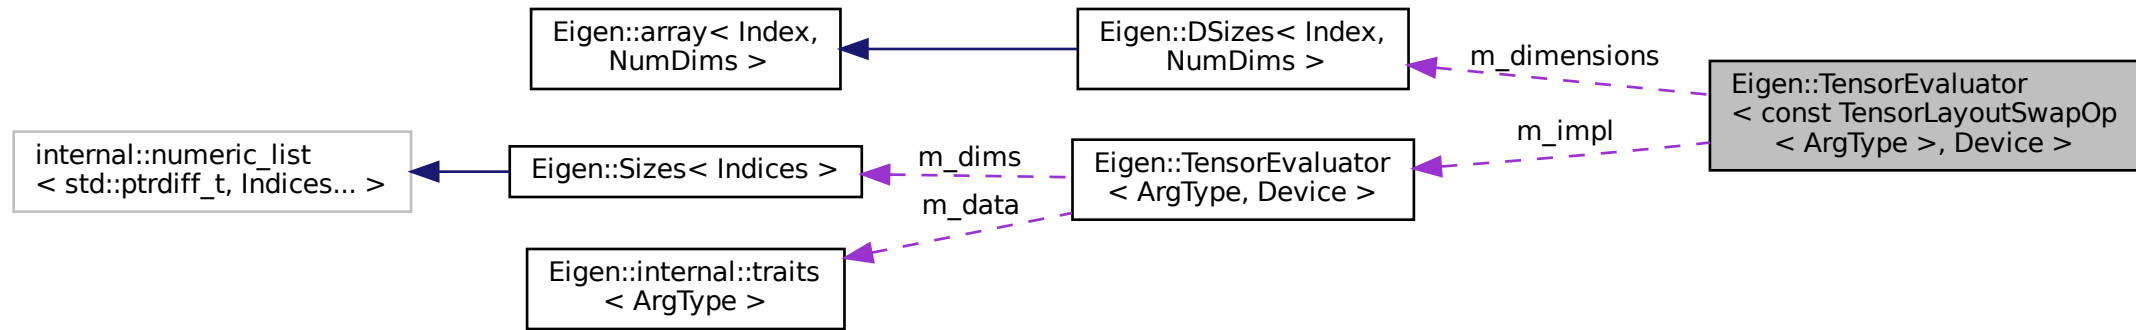 Eigen::array< Index,
NumDims >
Eigen::DSizes< Index,
NumDims >
m_dimensions
Eigen::TensorEvaluator
< const TensorLayoutSwapOp
< ArgType >, Device >
internal::numeric_list
< std::ptrdiff_t, Indices... >
Eigen::Sizes< Indices >
m_dims
Eigen::TensorEvaluator
< ArgType, Device >
m_impl
m_data
Eigen::internal::traits
< ArgType >